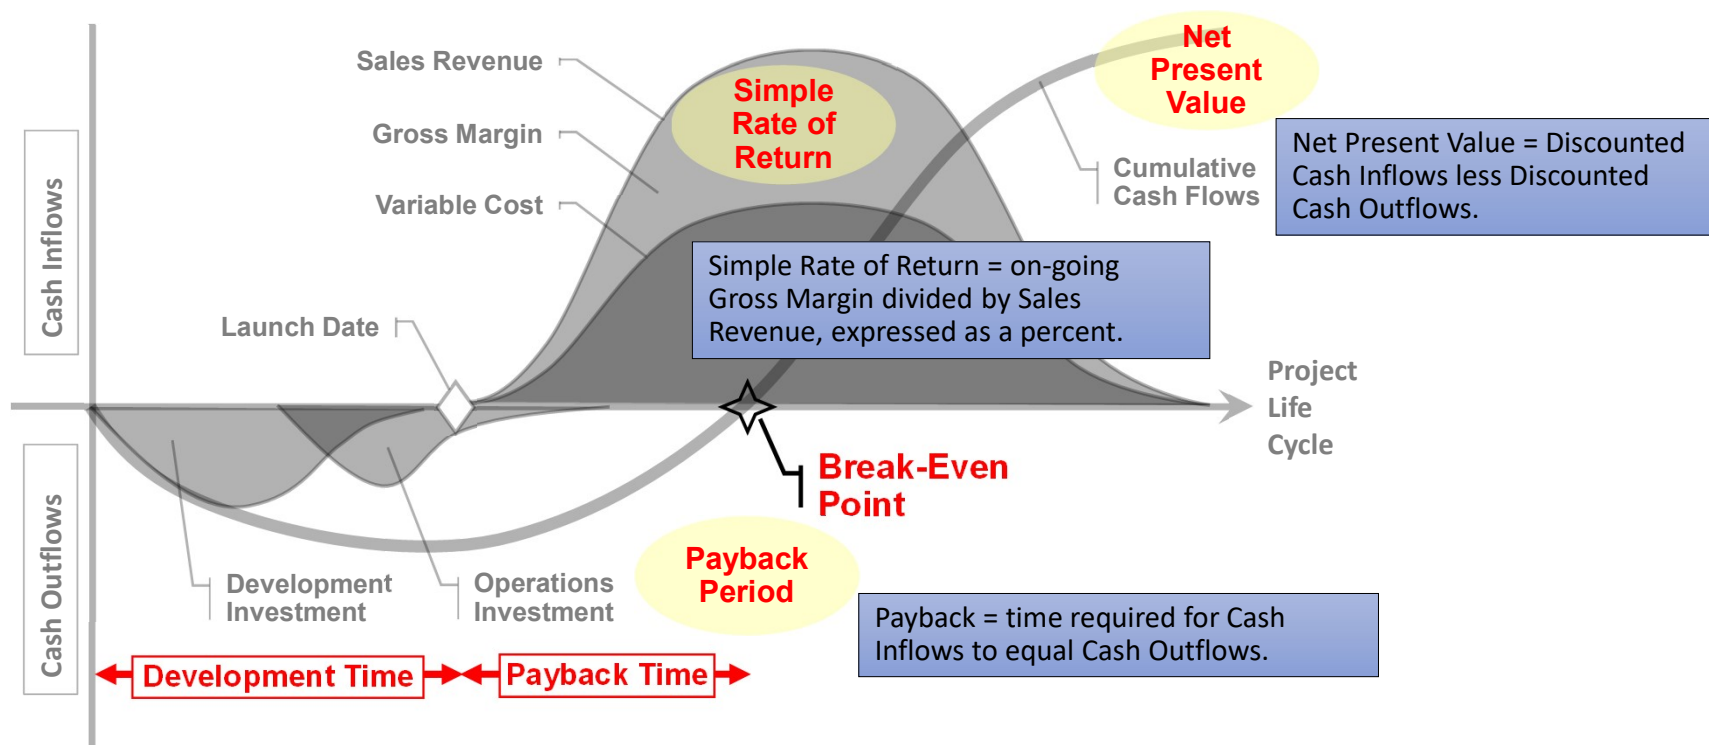 Sales Revenue
Gross Margin
Variable Cost
Launch Date
Cash Inflows
Cash Outflows
Simple
Rate of
Return
Net
Present
Value
Cumulative
Cash Flows
Net Present Value = Discounted
Cash Inflows less Discounted
Cash Outflows.
Simple Rate of Return = on-going
Gross Margin divided by Sales
Revenue, expressed as a percent.
Project
Life
Cycle
Break-Even
Point
Development
Investment
Operations
Investment
Payback
Period
Payback = time required for Cash
Inflows to equal Cash Outflows.
Development Time
Payback Time